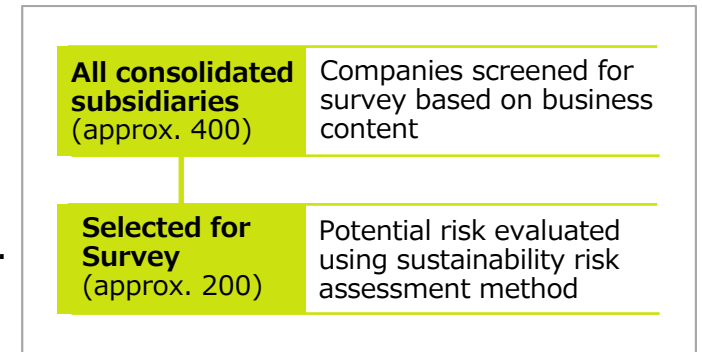 All consolidated
subsidiaries
(approx. 400)
Companies screened for
survey based on business
content
Selected for
Survey
(approx. 200)
Potential risk evaluated
using sustainability risk
assessment method